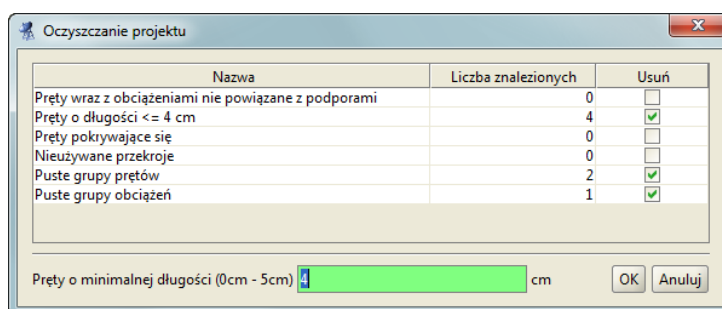 Oczyszczanie projektu
Nazwa Liczba znalezionych Usuń
Pręty wraz z obciążeniami nie powiązane z podporami 0
Pręty o długości <= 4 cm 4
Pręty pokrywające się 0
Nieużywane przekroje 0
Puste grupy prętów 2
Puste grupy obciążeń 1
Pręty o minimalnej długości (0cm - 5cm) 4 cm OK Anuluj